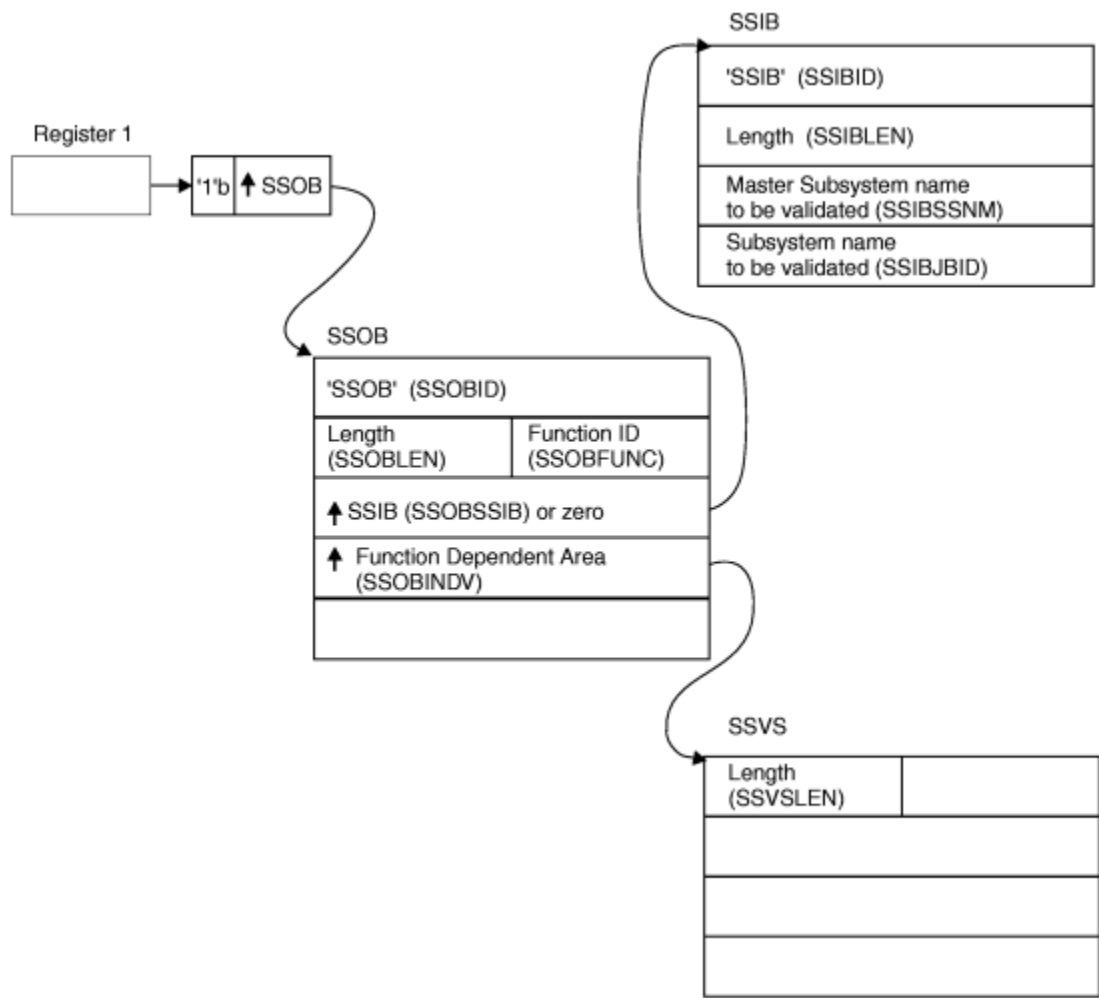 SSIB
'SSIB' (SSIBID)
Length (SSIBLEN)
Master Subsystem name
to be validated (SSIBSSNM)
Subsystem name
to be validated (SSIBJBID)
Register 1
'1'b
↑ SSOB
SSOB
'SSOB' (SSOBID)
Length
(SSOBLEN)
Function ID
(SSOBFUNC)
↑ SSIB (SSOBSSIB) or zero
↑ Function Dependent Area
(SSOBINDV)
SSVS
Length
(SSVSLEN)